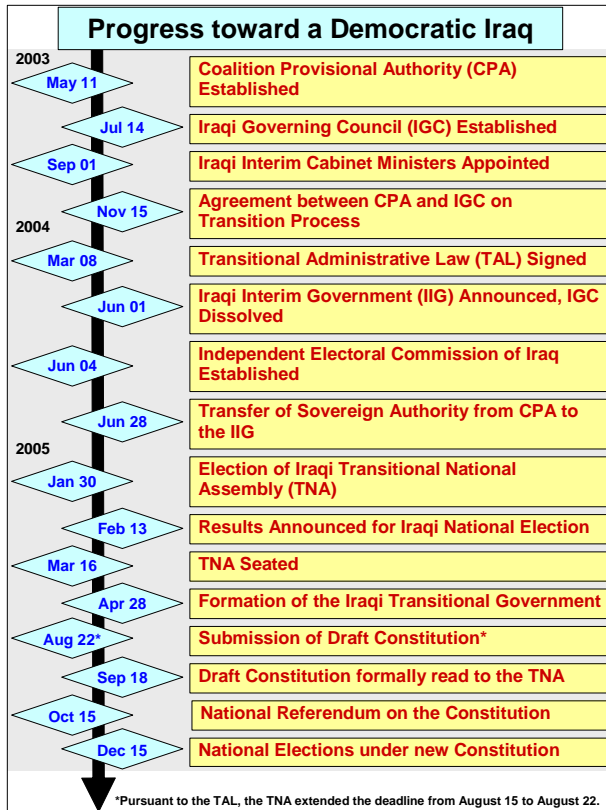 Progress toward a Democratic Iraq
2003
May 11
Coalition Provisional Authority (CPA)
Established
Jul 14
Iraqi Governing Council (IGC) Established
Sep 01
Iraqi Interim Cabinet Ministers Appointed
Nov 15
Agreement between CPA and IGC on
Transition Process
2004
Mar 08
Transitional Administrative Law (TAL) Signed
Jun 01
Iraqi Interim Government (IIG) Announced, IGC
Dissolved
Jun 04
Independent Electoral Commission of Iraq
Established
Jun 28
Transfer of Sovereign Authority from CPA to
the IIG
2005
Jan 30
Election of Iraqi Transitional National
Assembly (TNA)
Feb 13
Results Announced for Iraqi National Election
Mar 16
TNA Seated
Apr 28
Formation of the Iraqi Transitional Government
Aug 22*
Submission of Draft Constitution*
Sep 18
Draft Constitution formally read to the TNA
Oct 15
National Referendum on the Constitution
Dec 15
National Elections under new Constitution
*Pursuant to the TAL, the TNA extended the deadline from August 15 to August 22.